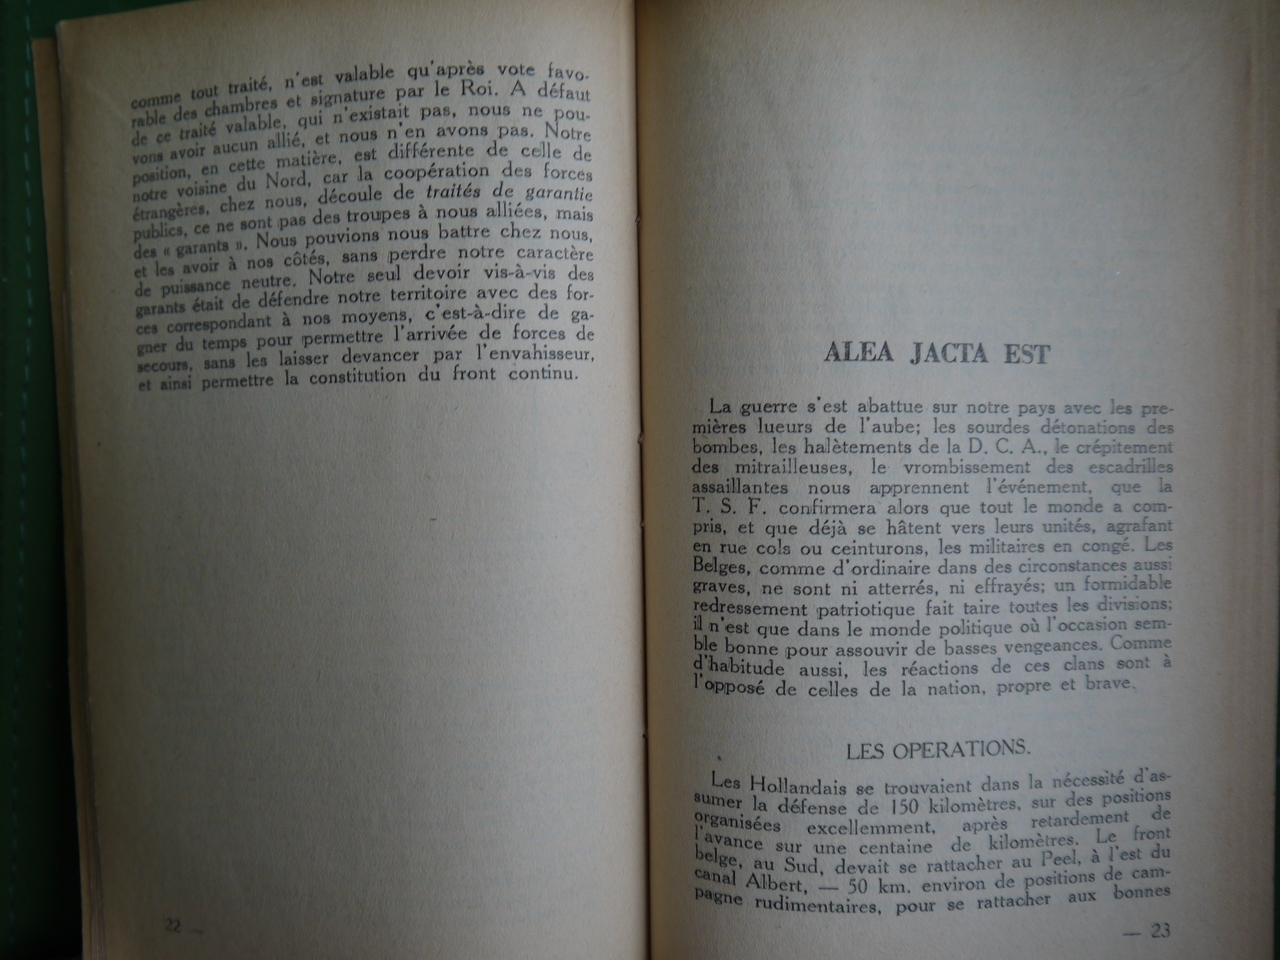 comme tout traité, n'est valable qu'après vote favo-
rable des chambres et signature par le Roi. A défaut
de ce traité valable, qui n'existait pas, nous ne pou-
vons avoir aucun allié, et nous n'en avons pas. Notre
position, en cette matière, est différente de celle de
notre voisine du Nord, car la coopération des forces
étrangères, chez nous, découle de traités de garantie
publics, ce ne sont pas des troupes à nous alliées, mais
des « garants ». Nous pouvions nous battre chez nous,
et les avoir à nos côtés, sans perdre notre caractère
de puissance neutre. Notre seul devoir vis-à-vis des
garants était de défendre notre territoire avec des for-
ces correspondant à nos moyens, c'est-à-dire de ga-
gner du temps pour permettre l'arrivée de forces de
secours, sans les laisser devancer par l'envahisseur,
et ainsi permettre la constitution du front continu.
22 —
ALEA JACTA EST
La guerre s'est abattue sur notre pays avec les pre-
mières lueurs de l'aube; les sourdes détonations des
bombes, les halètements de la D. C. A., le crépitement
des mitrailleuses, le vrombissement des escadrilles
assaillantes nous apprennent l'événement, que la
T. S. F. confirmera alors que tout le monde a com-
pris, et que déjà se hâtent vers leurs unités, agrafant
en rue cols ou ceinturons, les militaires en congé. Les
Belges, comme d'ordinaire dans des circonstances aussi
graves, ne sont ni atterrés, ni effrayés; un formidable
redressement patriotique fait taire toutes les divisions;
il n'est que dans le monde politique où l'occasion sem-
ble bonne pour assouvir de basses vengeances. Comme
d'habitude aussi, les réactions de ces clans sont à
l'opposé de celles de la nation, propre et brave.
LES OPERATIONS.
Les Hollandais se trouvaient dans la nécessité d'as-
sumer la défense de 150 kilomètres, sur des positions
organisées excellemment, après retardement de
l'avance sur une centaine de kilomètres. Le front
belge, au Sud, devait se rattacher au Peel, à l'est du
canal Albert, — 50 km. environ de positions de cam-
pagne rudimentaires, pour se rattacher aux bonnes
— 23